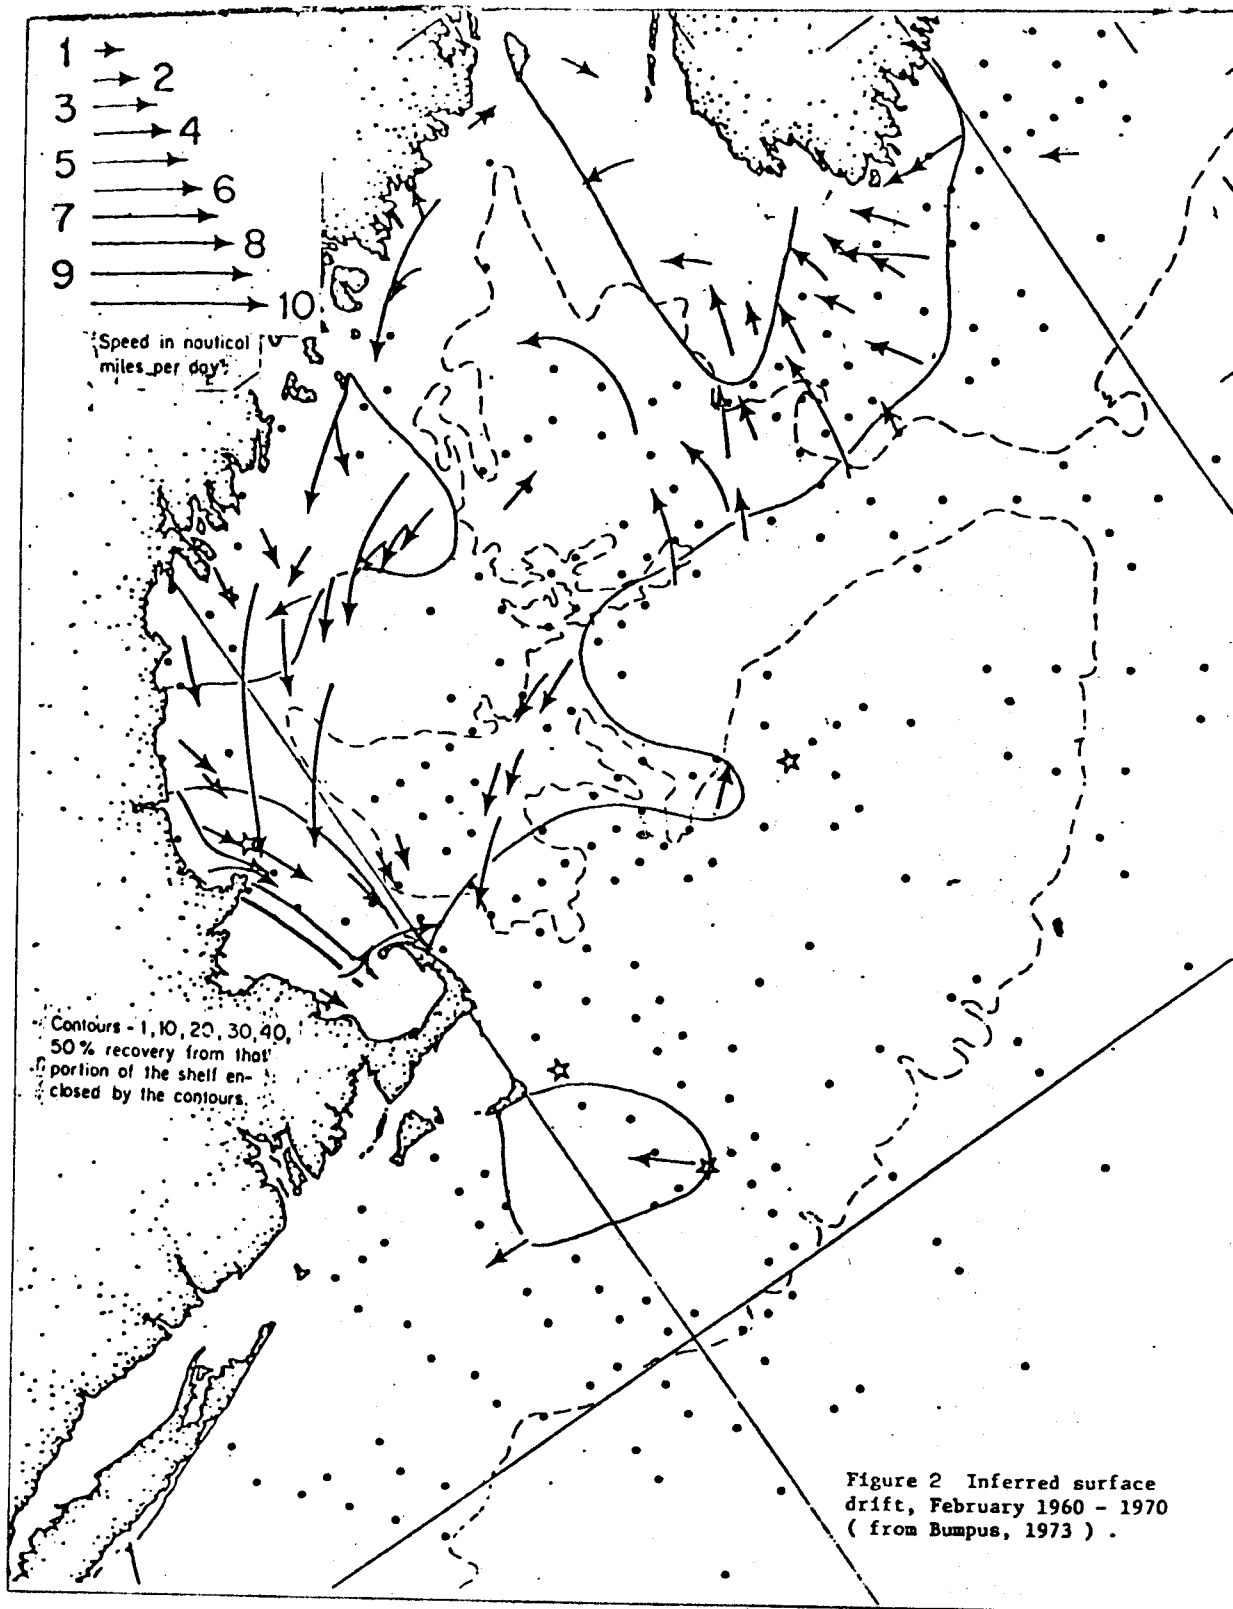 1
2
3
4
5
6
7
8
9
10
Speed in nautical
miles per day
Contours - 1, 10, 20, 30, 40,
50% recovery from that
portion of the shelf en-
closed by the contours.
Figure 2 Inferred surface
drift, February 1960 - 1970
( from Bumpus, 1973 ) .